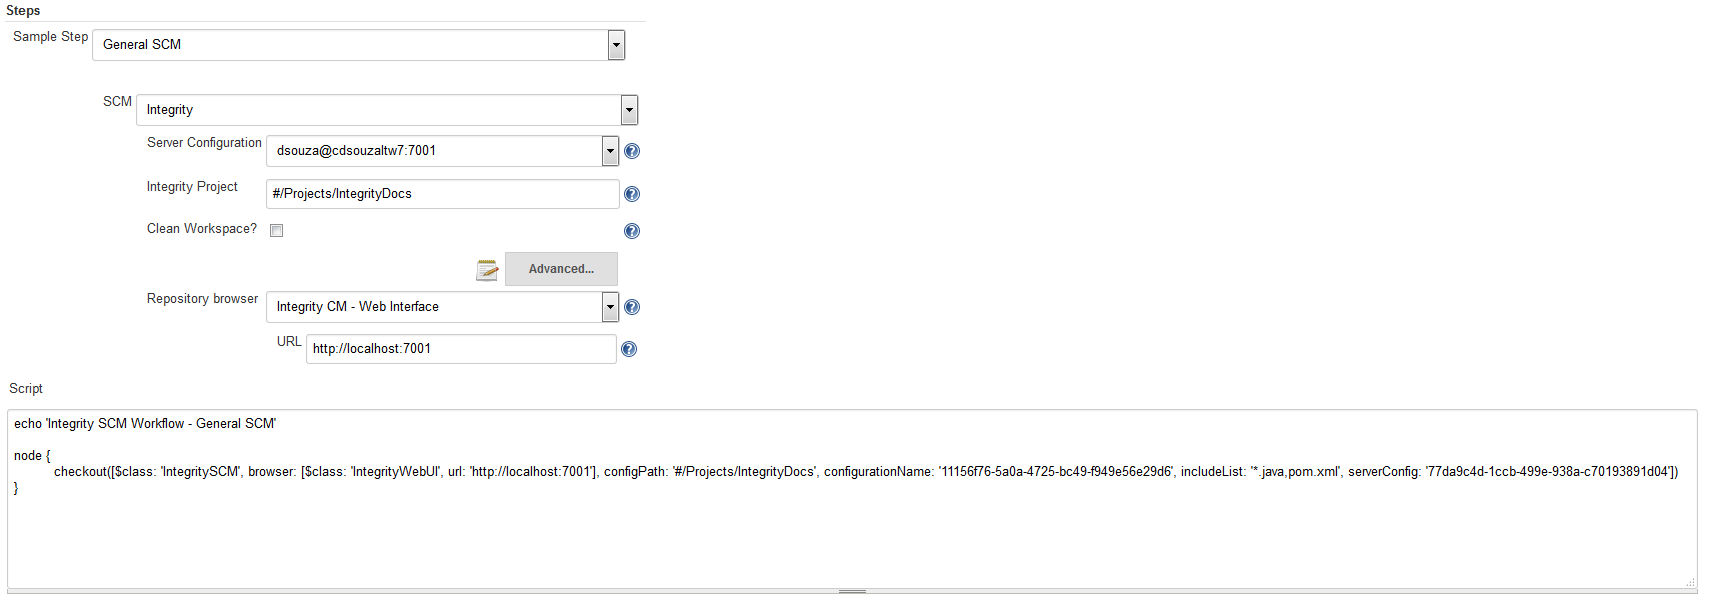 Steps
Sample Step General SCM
SCM Integrity
Server Configuration dsouza@cdsouzaltw7:7001
Integrity Project #/Projects/IntegrityDocs
Clean Workspace?
Advanced...
Repository browser Integrity CM - Web Interface
URL http://localhost:7001
Script
echo 'Integrity SCM Workflow - General SCM'
node {
checkout([$class: 'IntegritySCM', browser: [$class: 'IntegrityWebUI', url: 'http://localhost:7001'], configPath: '#/Projects/IntegrityDocs', configurationName: '11156f76-5a0a-4725-bc49-f949e56e29d6', includeList: '*.java,pom.xml', serverConfig: '77da9c4d-1ccb-499e-938a-c70193891d04'])
}